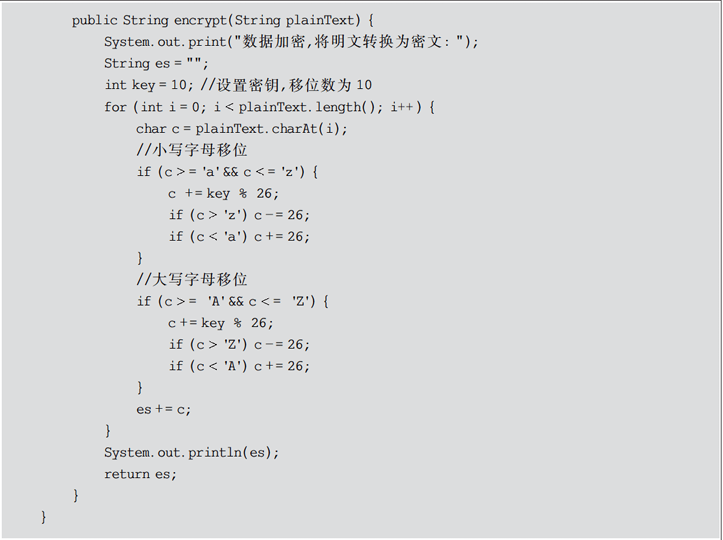 public String encrypt(String plainText) {
System.out.print("数据加密,将明文转换为密文: ");
String es = "";
int key = 10; //设置密钥,移位数为 10
for (int i = 0; i < plainText.length(); i++) {
char c = plainText.charAt(i);
//小写字母移位
if (c >= 'a' && c <= 'z') {
c += key % 26;
if (c > 'z') c -= 26;
if (c < 'a') c += 26;
}
//大写字母移位
if (c >= 'A' && c <= 'Z') {
c += key % 26;
if (c > 'Z') c -= 26;
if (c < 'A') c += 26;
}
es += c;
}
System.out.println(es);
return es;
}
}